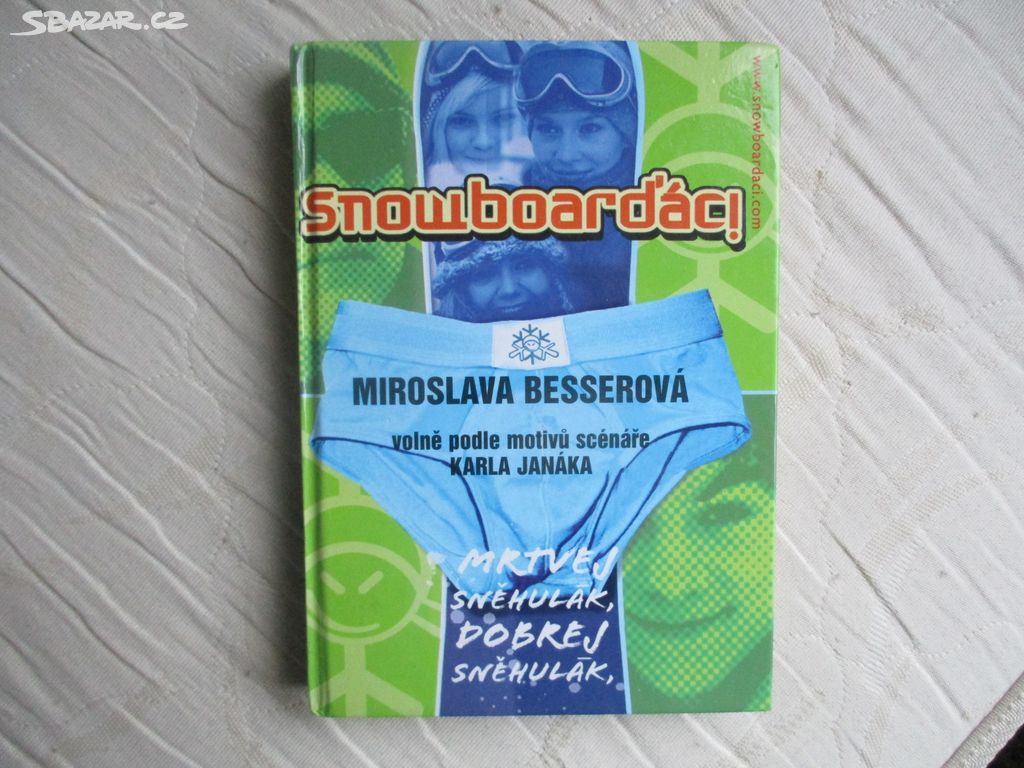 SBAZAR.CZ
www.snowboardaci.com
Snowboarďáci
MIROSLAVA BESSEROVÁ
volně podle motivů scénáře
KARLA JANÁKA
MRTVEJ
SNĚHULÁK,
DOBREJ
SNĚHULÁK,